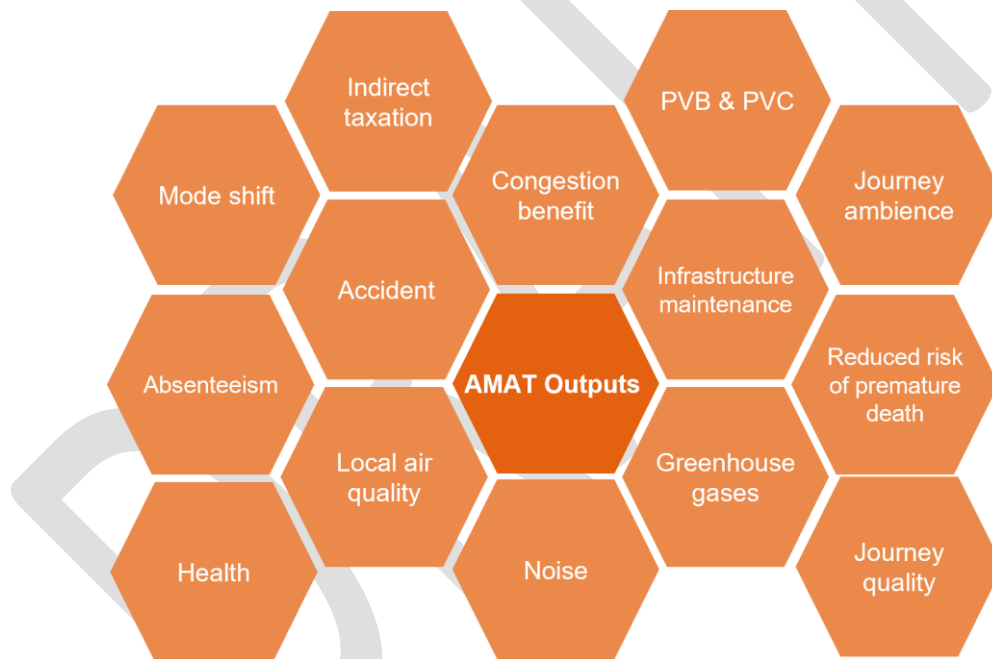 Indirect
taxation
PVB & PVC
Mode shift
Congestion
benefit
Journey
ambience
Accident
Infrastructure
maintenance
Absenteeism
AMAT Outputs
Reduced risk
of premature
death
Local air
quality
Greenhouse
gases
Health
Noise
Journey
quality